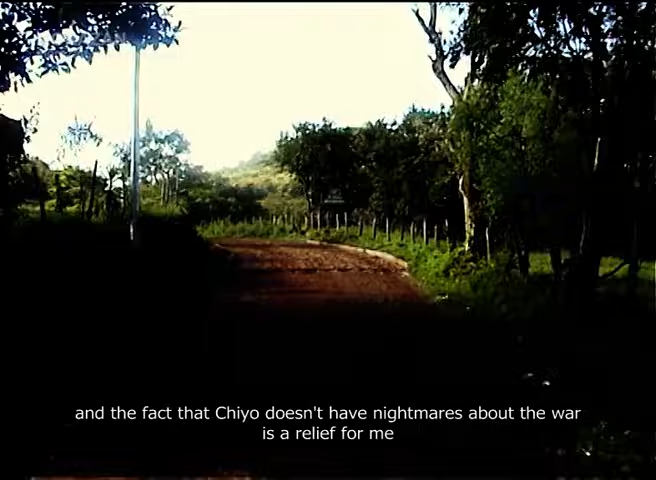 and the fact that Chiyo doesn't have nightmares about the war
is a relief for me